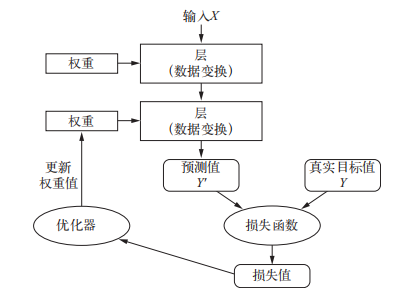 输入X
层
(数据变换)
权重
层
(数据变换)
权重
预测值
Y'
真实目标值
Y
更新
权重值
优化器
损失函数
损失值